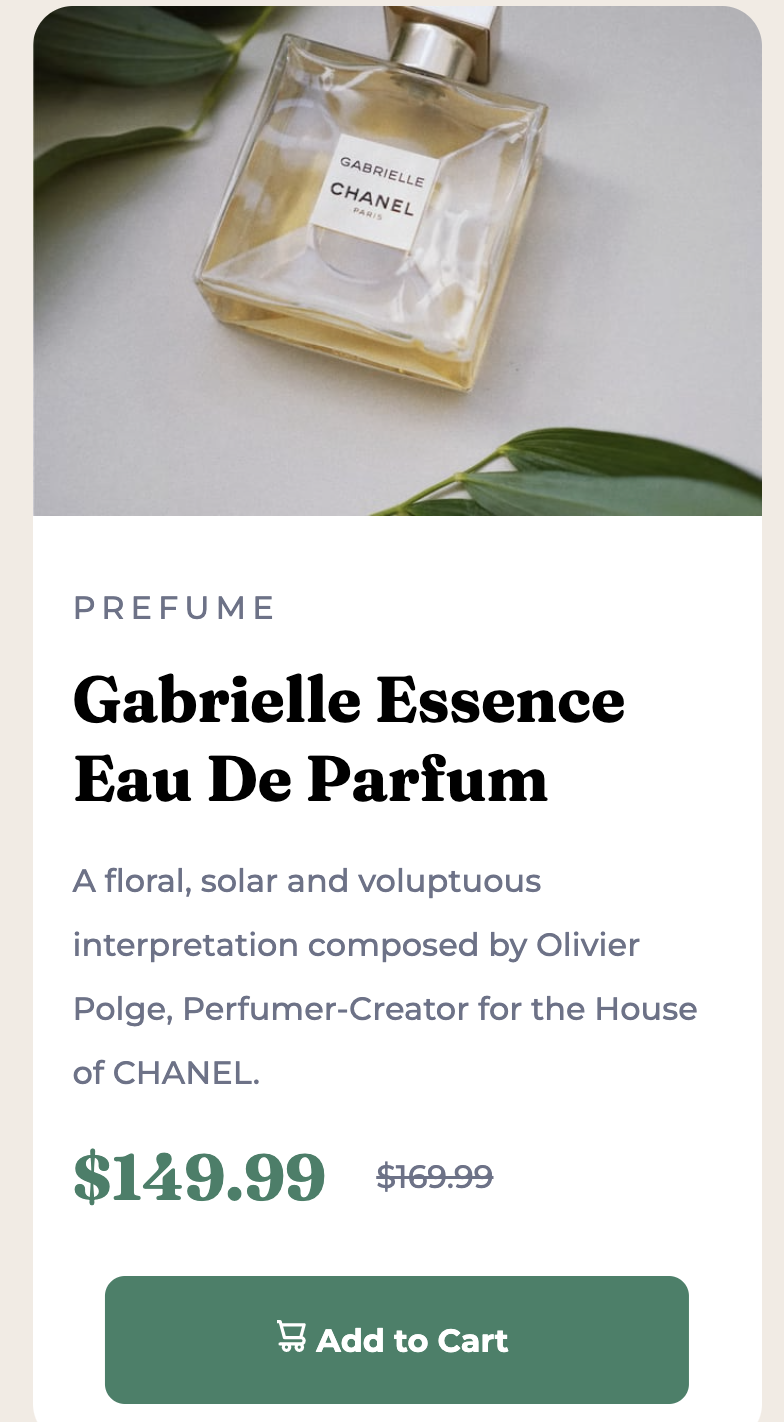 GABRIELLE
CHANEL
PARIS
PREFUME
Gabrielle Essence
Eau De Parfum
A floral, solar and voluptuous
interpretation composed by Olivier
Polge, Perfumer-Creator for the House
of CHANEL.
$149.99 $169.99
Add to Cart